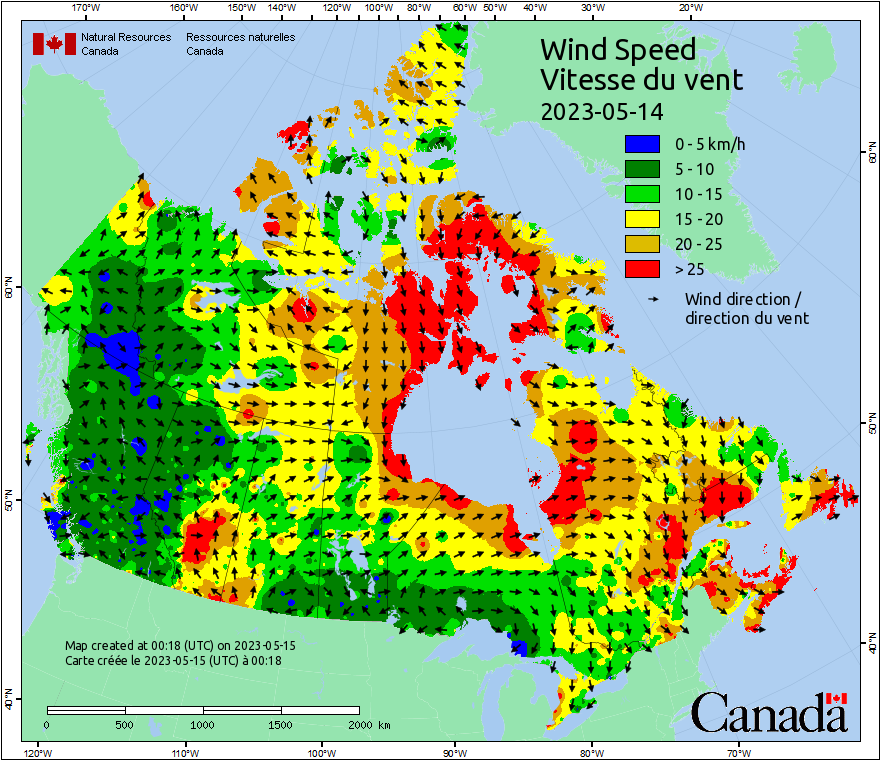 170°W 160°W 150°W 140°W 130°W 120°W 110°W 100°W 90°W 80°W 70°W 60°W 50°W 40°W 30°W 20°W
Natural Resources Canada
Ressources naturelles Canada
Wind Speed
Vitesse du vent
2023-05-14
0 - 5 km/h
5 - 10
10 - 15
15 - 20
20 - 25
> 25
Wind direction /
direction du vent
60°N
60°N
50°N
50°N
40°N
40°N
Map created at 00:18 (UTC) on 2023-05-15
Carte créée le 2023-05-15 (UTC) à 00:18
0 500 1000 1500 2000 km
Canada
120°W 110°W 100°W 90°W 80°W 70°W